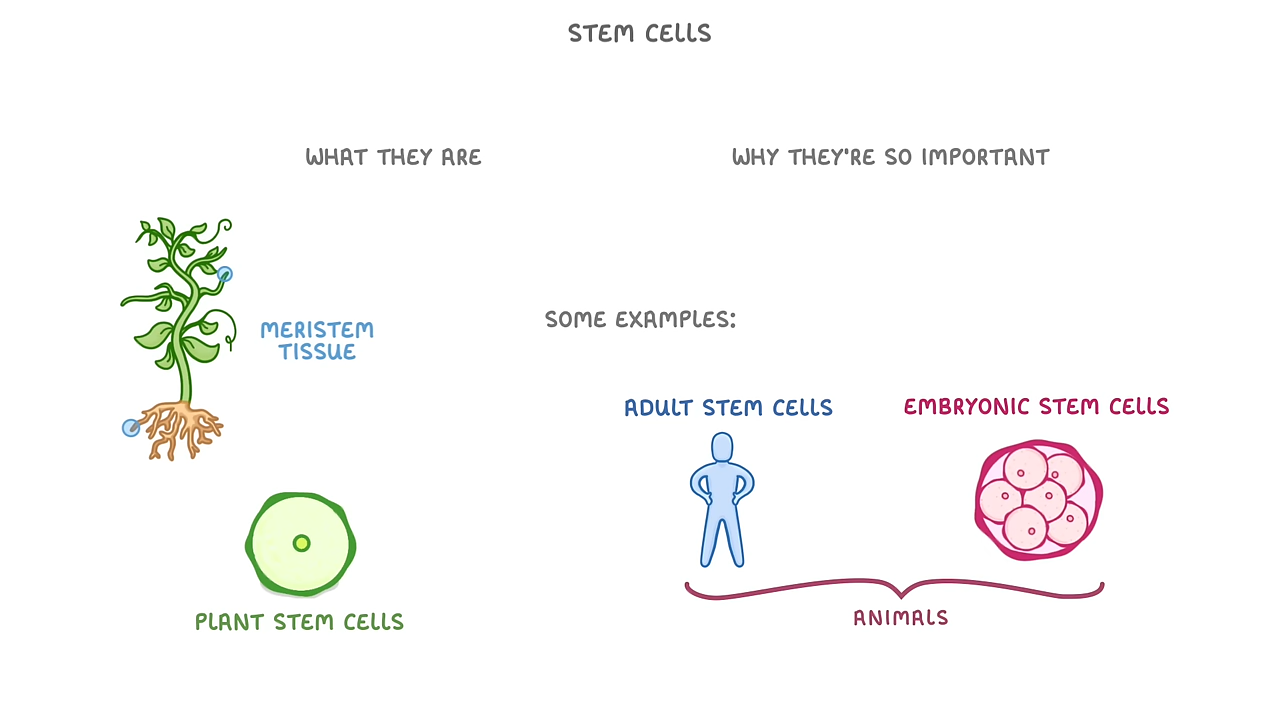 STEM CELLS
WHAT THEY ARE
WHY THEY'RE SO IMPORTANT
SOME EXAMPLES:
MERISTEM
TISSUE
PLANT STEM CELLS
ADULT STEM CELLS
EMBRYONIC STEM CELLS
ANIMALS